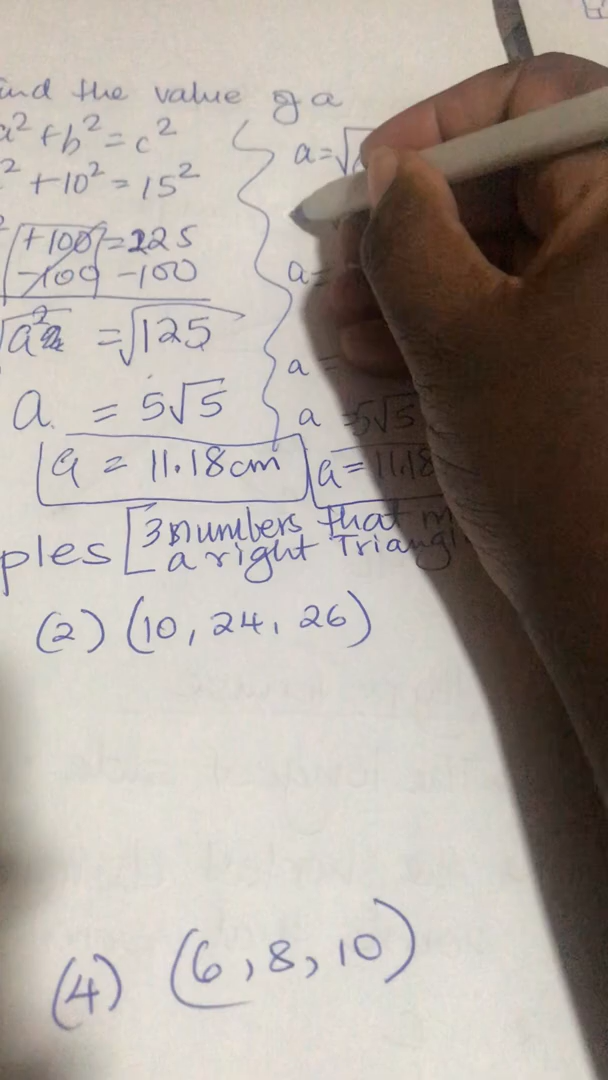 the value of a
a² + b² = c²
² + 10² = 15²
+100 = 225
-100 -100
√a² = √125
a = 5√5
a = 11.18cm
a = √
a =
a =
a = 5√5
a = 11.18
ples [3 numbers that m
a right Triangl
(2) (10, 24, 26)
(4) (6, 8, 10)